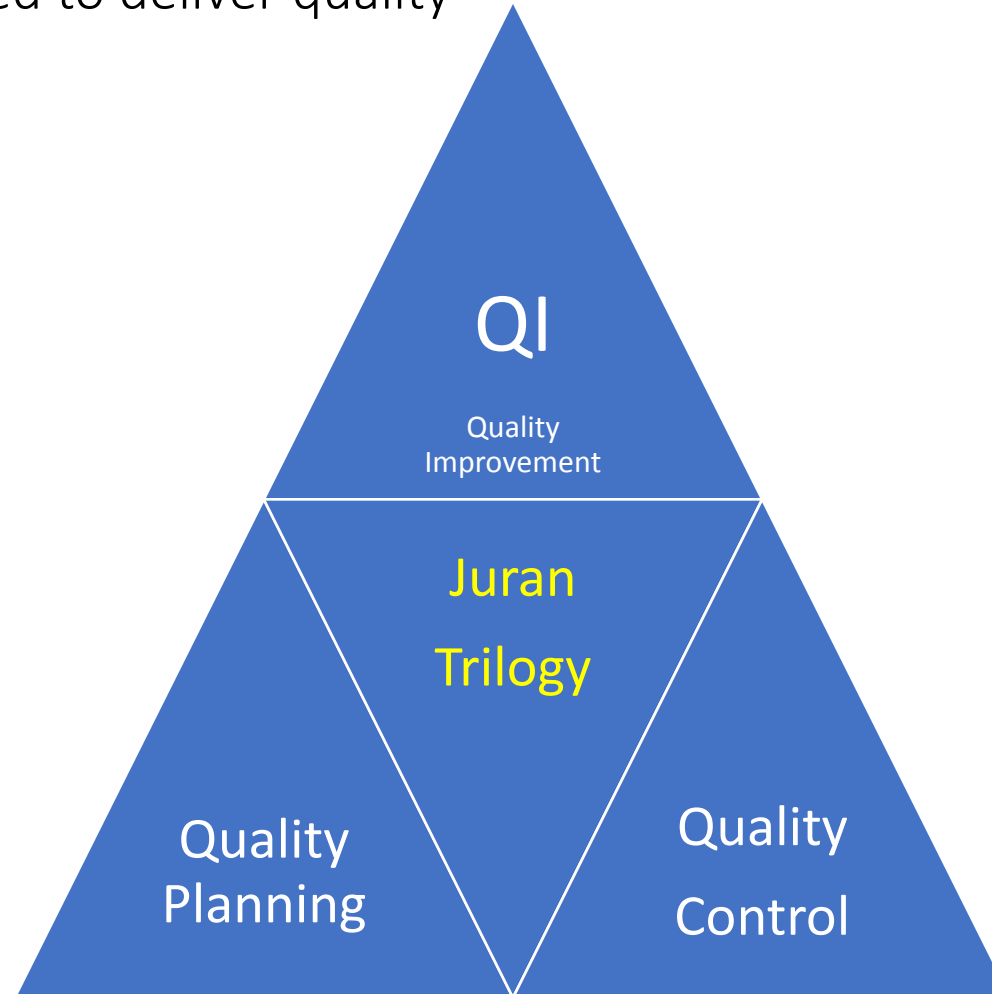 to deliver quality
QI
Quality
Improvement
Juran
Trilogy
Quality
Planning
Quality
Control